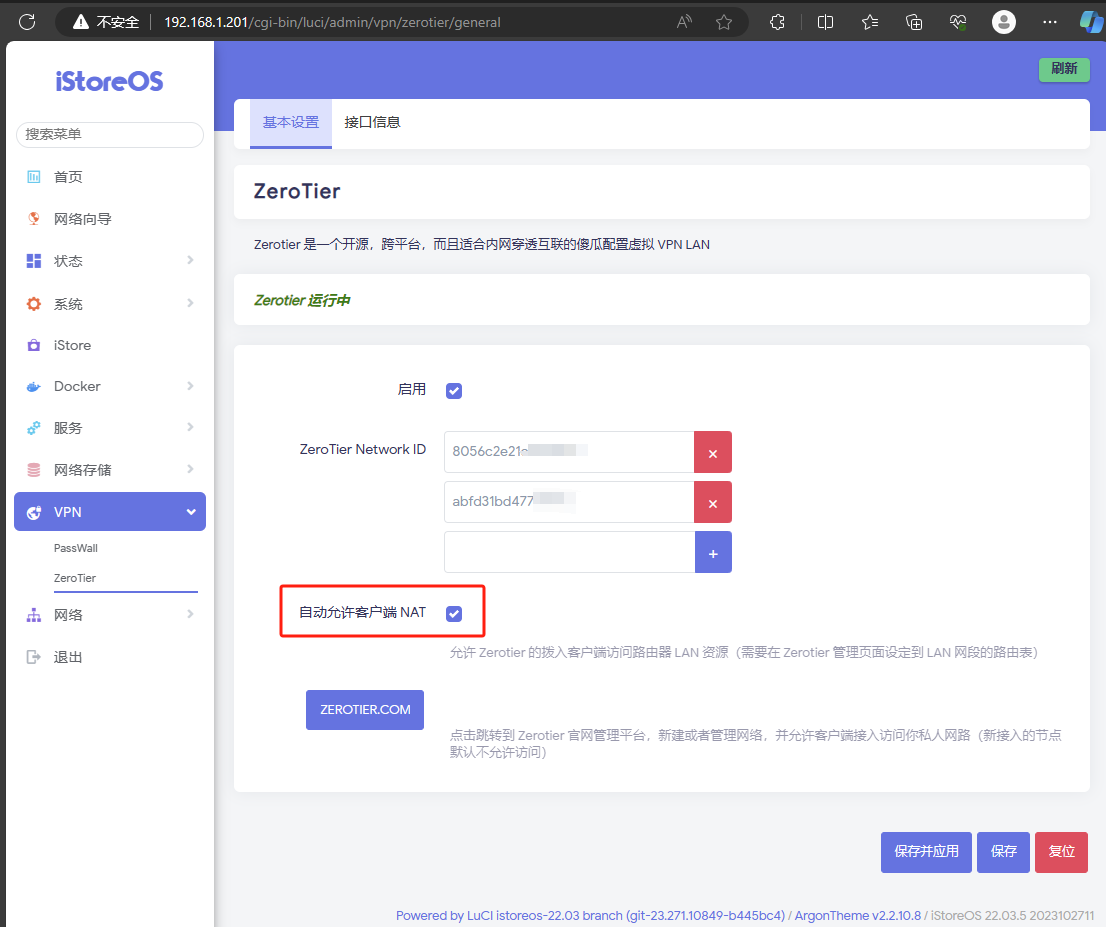 不安全 192.168.1.201/cgi-bin/luci/admin/vpn/zerotier/general
iStoreOS
搜索菜单
首页
网络向导
状态
系统
iStore
Docker
服务
网络存储
VPN
PassWall
ZeroTier
网络
退出
刷新
基本设置 接口信息
ZeroTier
Zerotier 是一个开源，跨平台，而且适合内网穿透互联的傻瓜配置虚拟 VPN LAN
Zerotier 运行中
启用
ZeroTier Network ID
8056c2e21
abfd31bd477
自动允许客户端 NAT
允许 Zerotier 的拨入客户端访问路由器 LAN 资源（需要在 Zerotier 管理页面设定到 LAN 网段的路由表）
ZEROTIER.COM
点击跳转到 Zerotier 官网管理平台，新建或者管理网络，并允许客户端接入访问你私人网路（新接入的节点
默认不允许访问）
保存并应用 保存 复位
Powered by LuCI istoreos-22.03 branch (git-23.271.10849-b445bc4) / ArgonTheme v2.2.10.8 / iStoreOS 22.03.5 2023102711